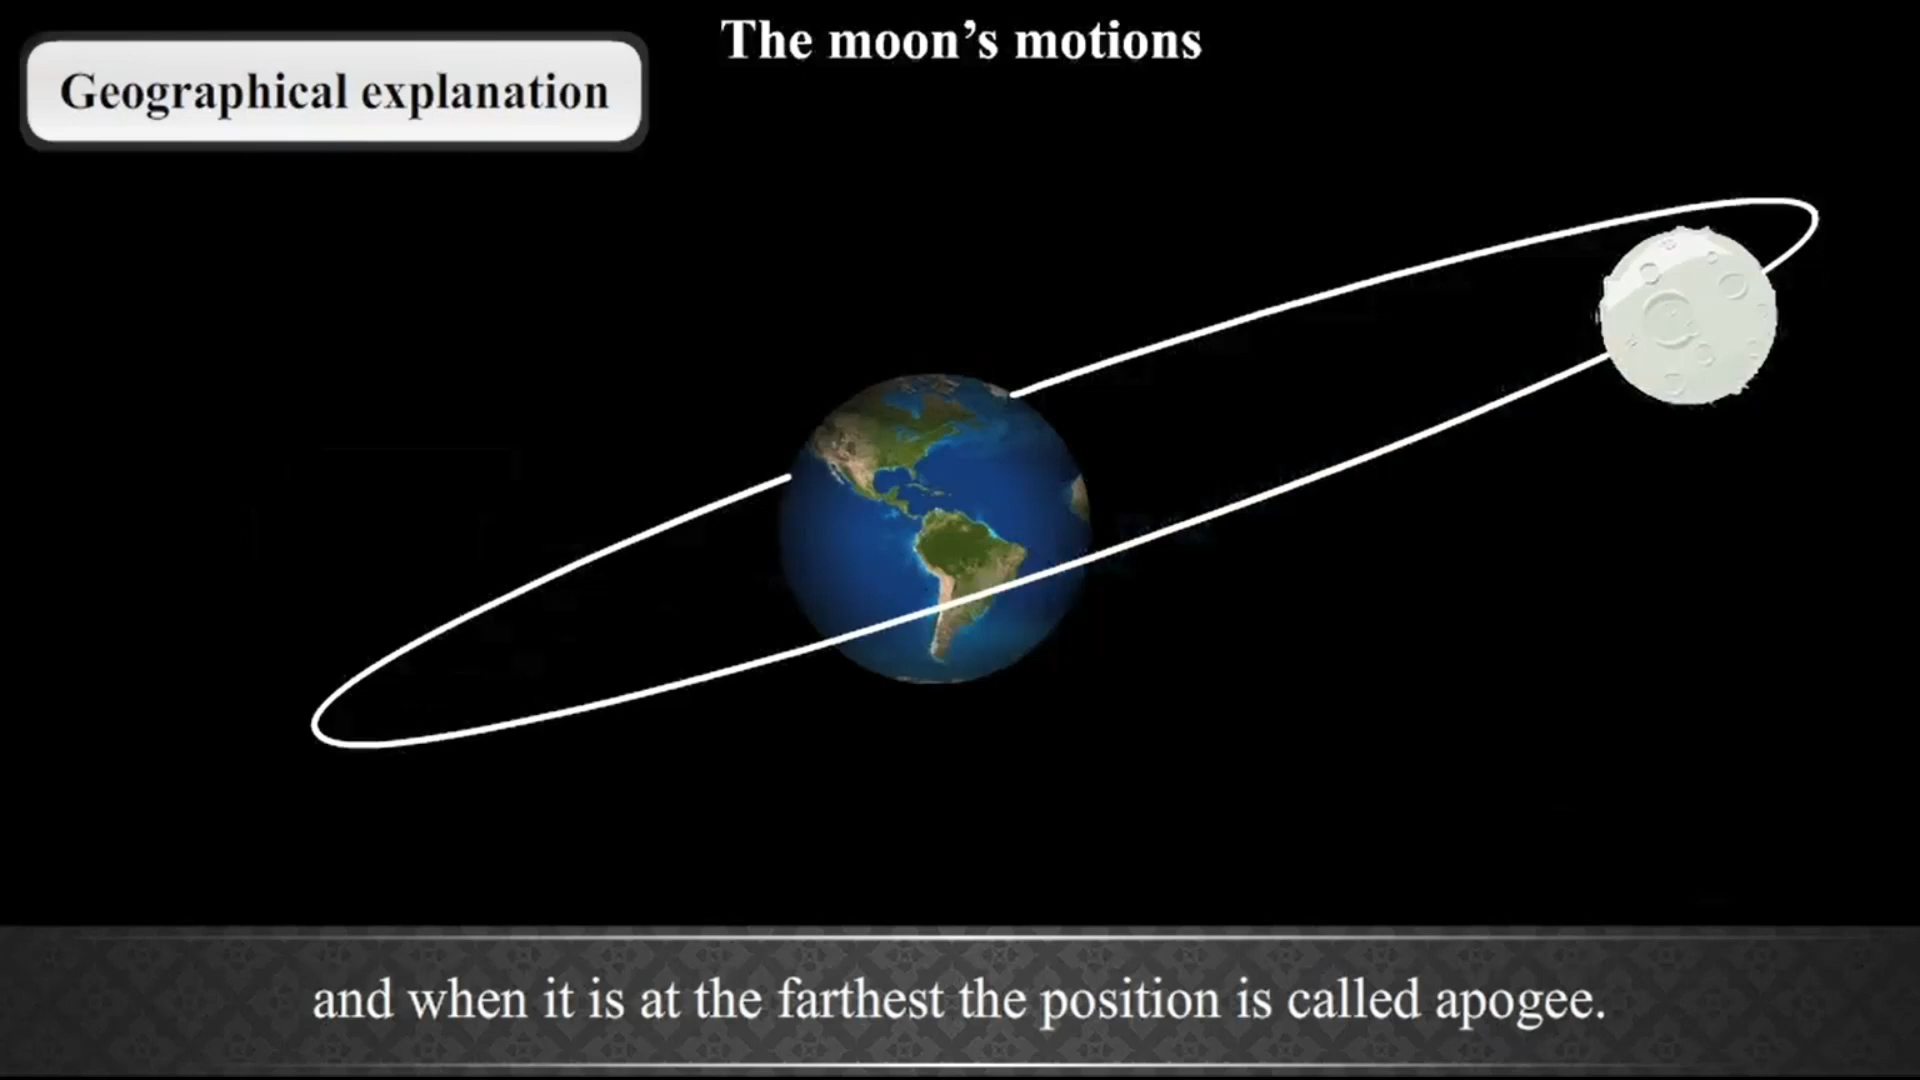 The moon’s motions
Geographical explanation
and when it is at the farthest the position is called apogee.